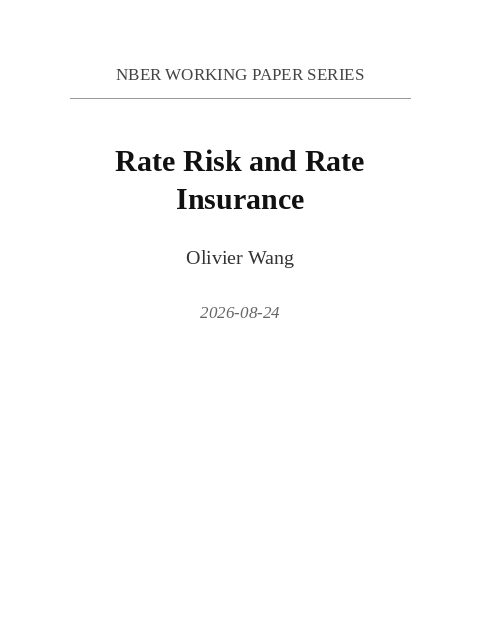 NBER WORKING PAPER SERIES
Rate Risk and Rate
Insurance
Olivier Wang
2026-08-24